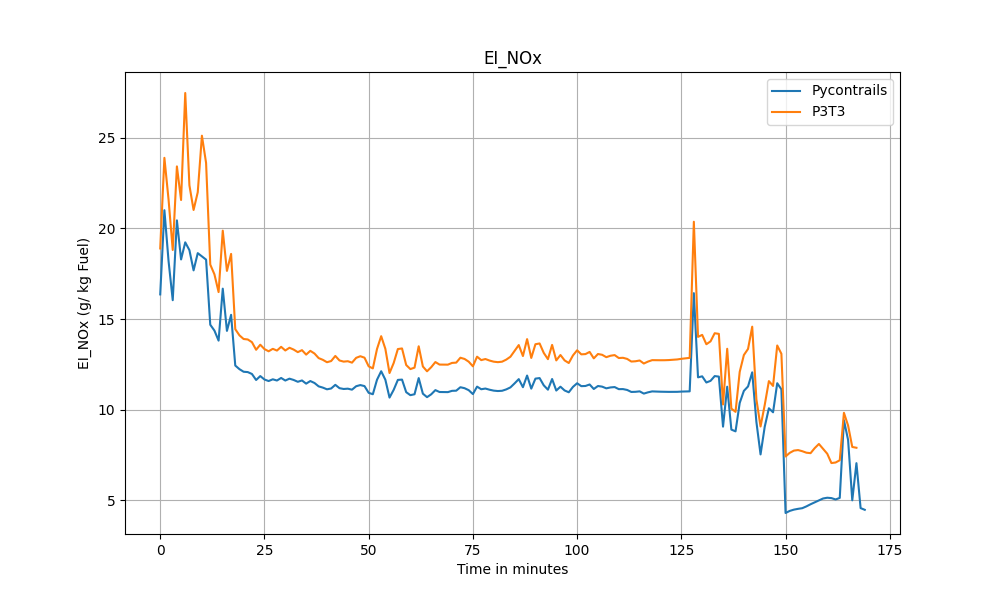 EI_NOx
Pycontrails
P3T3
EI_NOx (g/ kg Fuel)
25
20
15
10
5
0 25 50 75 100 125 150 175
Time in minutes